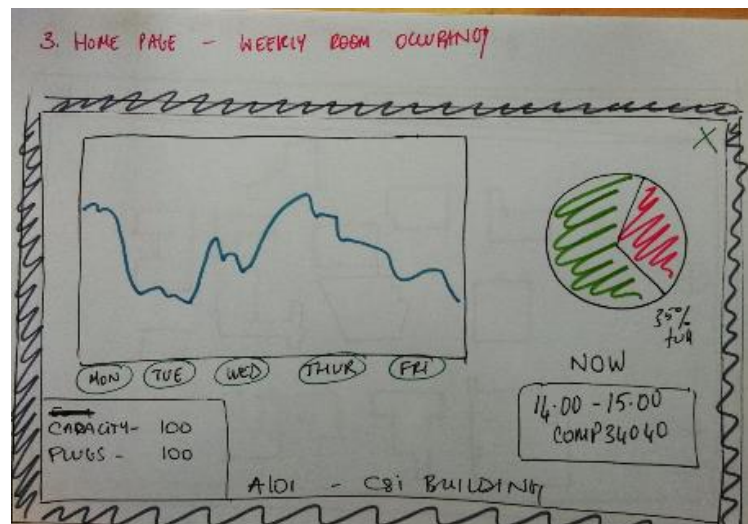 3. HOME PAGE - WEEKLY ROOM OCCUPANCY
X
35%
full
MON TUE WED THUR FRI
NOW
14.00 - 15.00
COMP34040
CAPACITY- 100
PLUGS - 100
A101 - CSI BUILDING